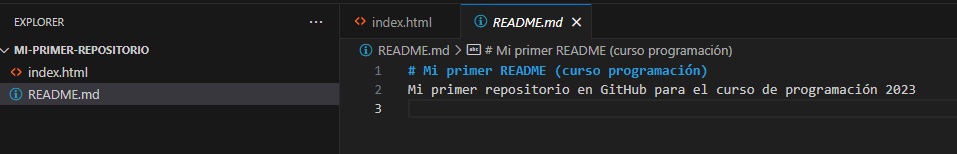 EXPLORER ...
MI-PRIMER-REPOSITORIO
index.html
README.md
index.html README.md
README.md > # Mi primer README (curso programación)
1 # Mi primer README (curso programación)
2 Mi primer repositorio en GitHub para el curso de programación 2023
3